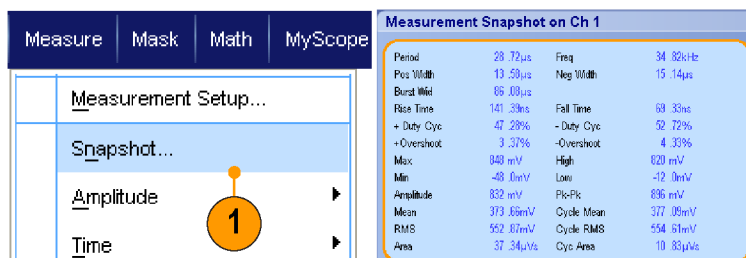 Measure Mask Math MyScope
Measurement Setup...
Snapshot...
Amplitude
1
Time
Measurement Snapshot on Ch 1
Period 28 .72µs Freq 34 .82kHz
Pos Width 13 .58µs Neg Width 15 .14µs
Burst Wid 86 .08µs
Rise Time 141 .39ns Fall Time 69 .33ns
+ Duty Cyc 47 .28% - Duty Cyc 52 .72%
+Overshoot 3 .37% -Overshoot 4 .33%
Max 848 mV High 820 mV
Min -48 .0mV Low -12 .0mV
Amplitude 832 mV Pk-Pk 896 mV
Mean 373 .66mV Cycle Mean 377 .09mV
RMS 552 .87mV Cycle RMS 554 .61mV
Area 37 .34µVs Cyc Area 10 .83µVs